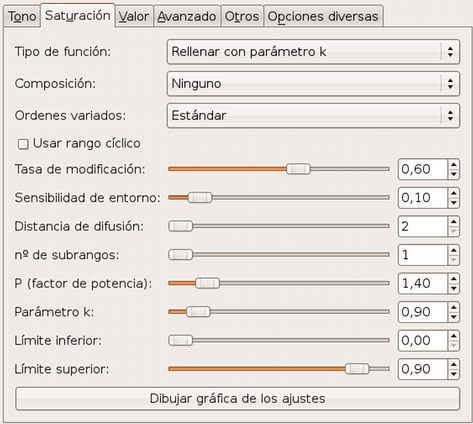 Tono Saturación Valor Avanzado Otros Opciones diversas
Tipo de función: Rellenar con parámetro k
Composición: Ninguno
Ordenes variados: Estándar
Usar rango cíclico
Tasa de modificación: 0,60
Sensibilidad de entorno: 0,10
Distancia de difusión: 2
nº de subrangos: 1
P (factor de potencia): 1,40
Parámetro k: 0,90
Límite inferior: 0,00
Límite superior: 0,90
Dibujar gráfica de los ajustes